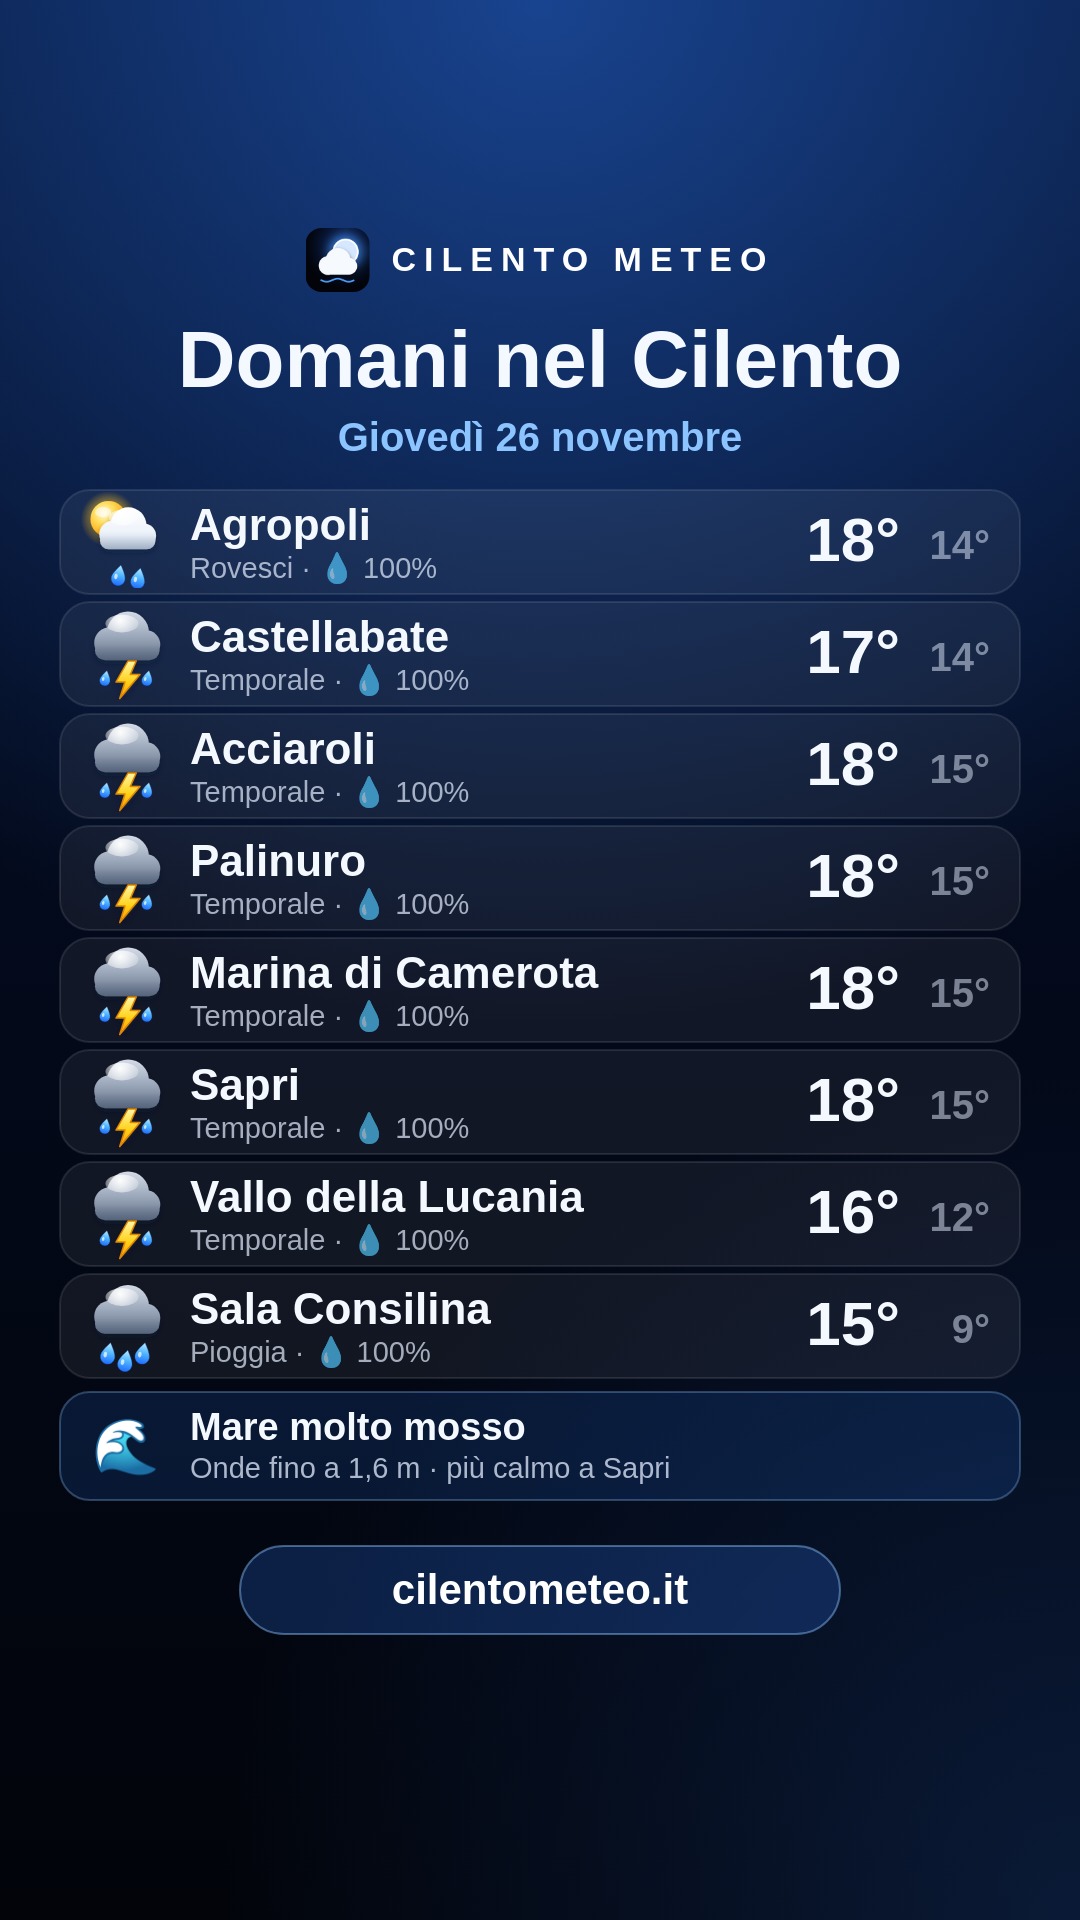 CILENTO METEO
Domani nel Cilento
Giovedì 26 novembre
Agropoli
Rovesci · 💧 100%
18° 14°
Castellabate
Temporale · 💧 100%
17° 14°
Acciaroli
Temporale · 💧 100%
18° 15°
Palinuro
Temporale · 💧 100%
18° 15°
Marina di Camerota
Temporale · 💧 100%
18° 15°
Sapri
Temporale · 💧 100%
18° 15°
Vallo della Lucania
Temporale · 💧 100%
16° 12°
Sala Consilina
Pioggia · 💧 100%
15° 9°
Mare molto mosso
Onde fino a 1,6 m · più calmo a Sapri
cilentometeo.it